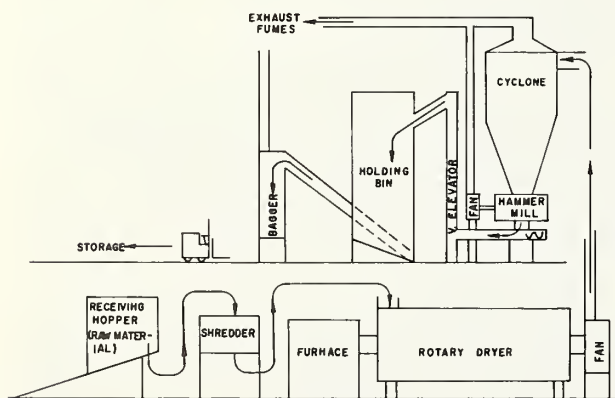 EXHAUST
FUMES
CYCLONE
HOLDING
BIN
ELEVATOR
FAN
HAMMER
MILL
BAGGER
STORAGE
RECEIVING
HOPPER
(RAW MATER-
IAL)
SHREDDER
FURHACE
ROTARY DRYER
FAN